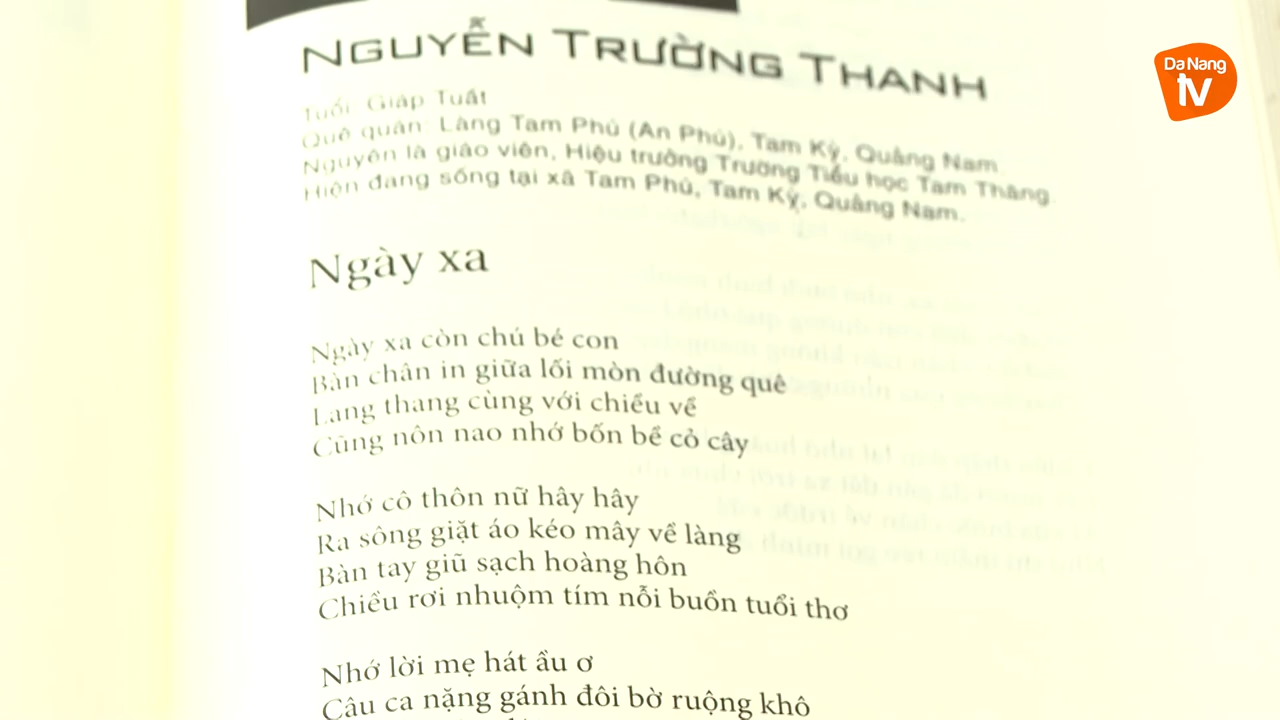 NGUYỄN TRƯỜNG THANH
Da Nang
tv
Tuổi: Giáp Tuất
Quê quán: Làng Tam Phú (An Phú), Tam Kỳ, Quảng Nam
Nguyên là giáo viên, Hiệu trưởng Trường Tiểu học Tam Thăng.
Hiện đang sống tại xã Tam Phú, Tam Kỳ, Quảng Nam.
Ngày xa
Ngày xa còn chú bé con
Bàn chân in giữa lối mòn đường quê
Lang thang cùng với chiều về
Cũng nôn nao nhớ bốn bề cỏ cây
Nhớ cô thôn nữ hây hây
Ra sông giặt áo kéo mây về làng
Bàn tay giũ sạch hoàng hôn
Chiều rơi nhuộm tím nỗi buồn tuổi thơ
Nhớ lời mẹ hát ầu ơ
Câu ca nặng gánh đôi bờ ruộng khô